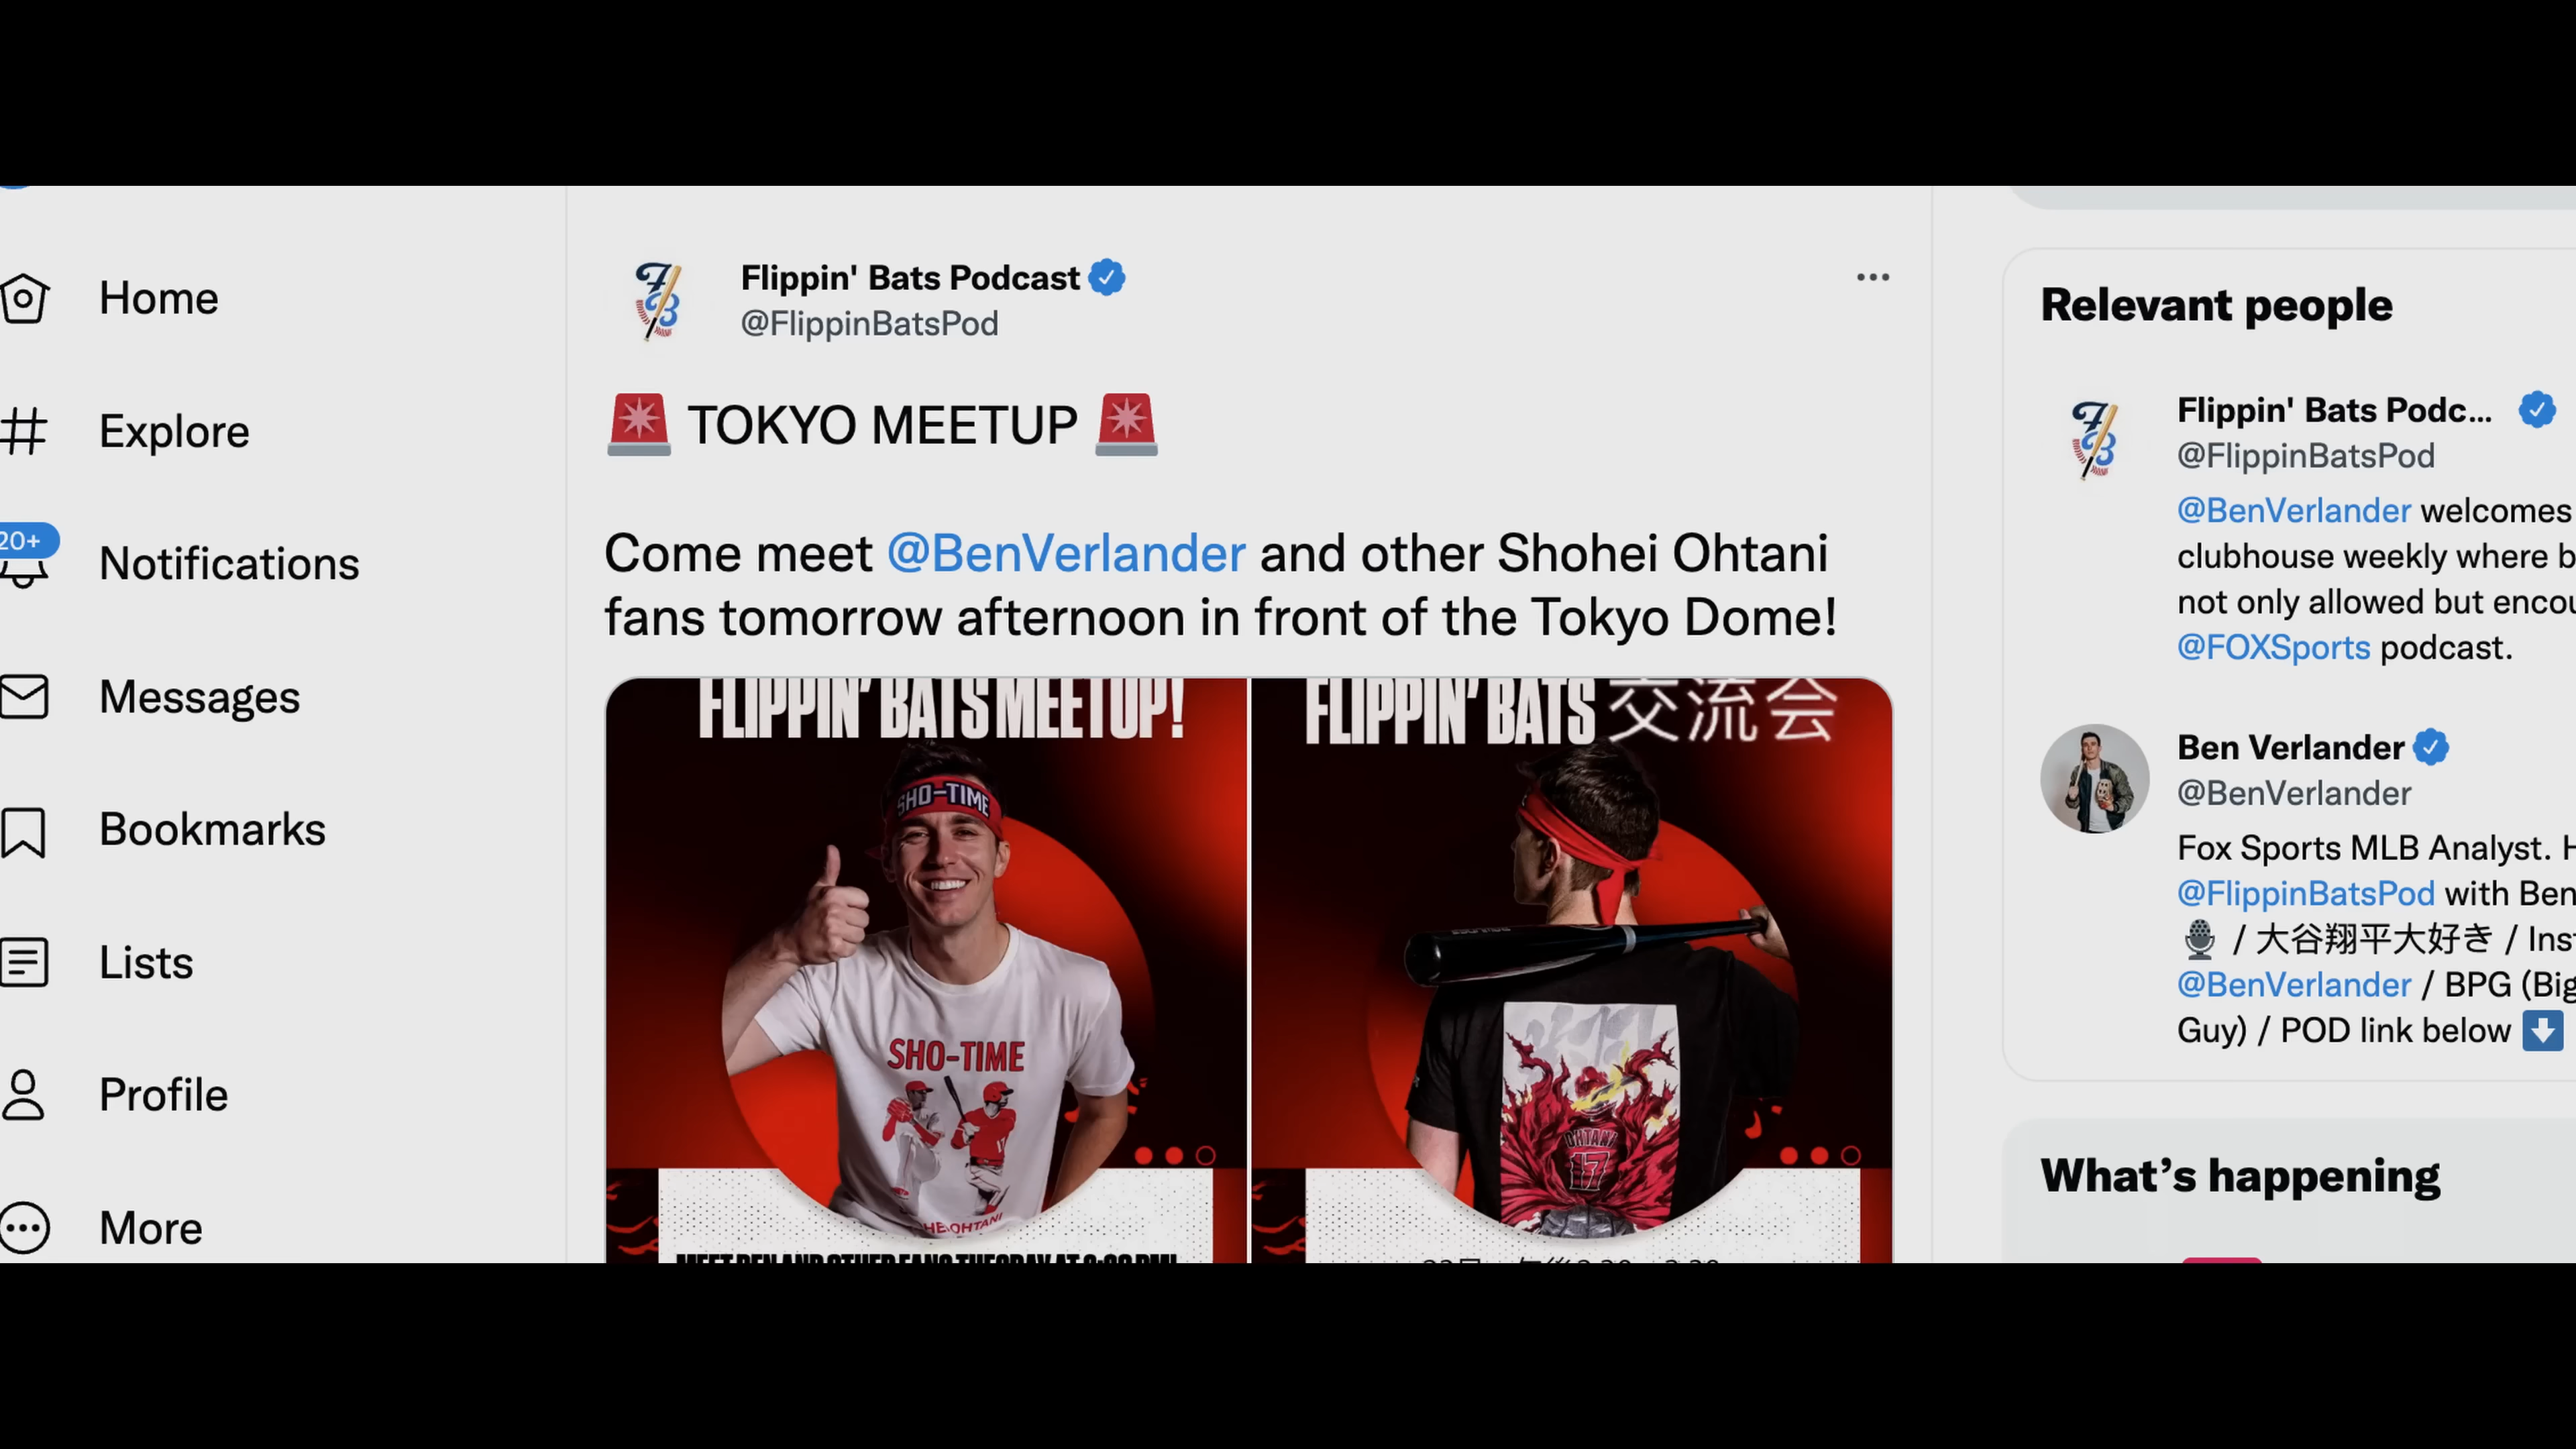 Home
Explore
20+
Notifications
Messages
Bookmarks
Lists
Profile
More
Flippin' Bats Podcast
@FlippinBatsPod
TOKYO MEETUP
Come meet @BenVerlander and other Shohei Ohtani
fans tomorrow afternoon in front of the Tokyo Dome!
FLIPPIN' BATS MEETUP!
SHO-TIME
SHO-TIME
OHTANI
FLIPPIN' BATS 交流会
OHTANI
17
Relevant people
Flippin' Bats Podc...
@FlippinBatsPod
@BenVerlander welcomes
clubhouse weekly where b
not only allowed but encou
@FOXSports podcast.
Ben Verlander
@BenVerlander
Fox Sports MLB Analyst. H
@FlippinBatsPod with Ben
/ 大谷翔平大好き / Ins
@BenVerlander / BPG (Big
Guy) / POD link below
What's happening